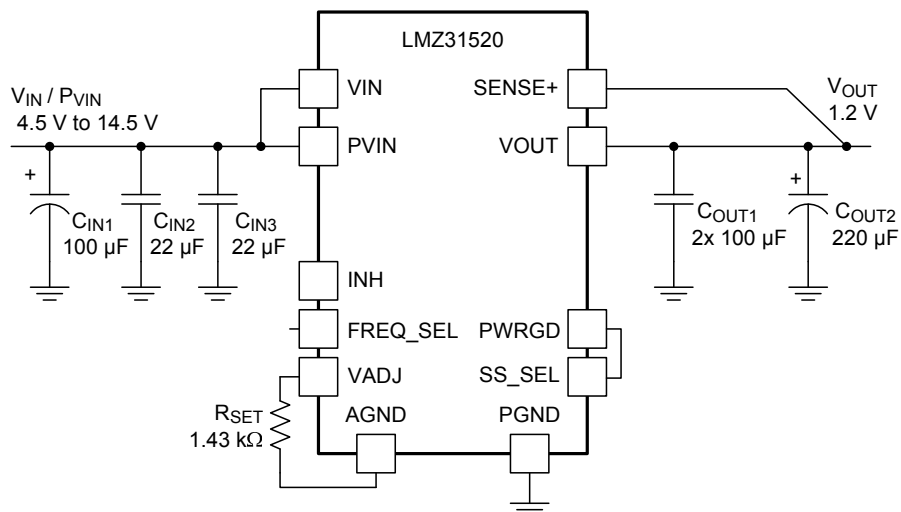 LMZ31520
VIN
SENSE+
V_IN / P_VIN
4.5 V to 14.5 V
V_OUT
1.2 V
PVIN
VOUT
+
C_IN1
100 µF
C_IN2
22 µF
C_IN3
22 µF
C_OUT1
2x 100 µF
+
C_OUT2
220 µF
INH
FREQ_SEL
PWRGD
VADJ
SS_SEL
R_SET
1.43 kΩ
AGND
PGND